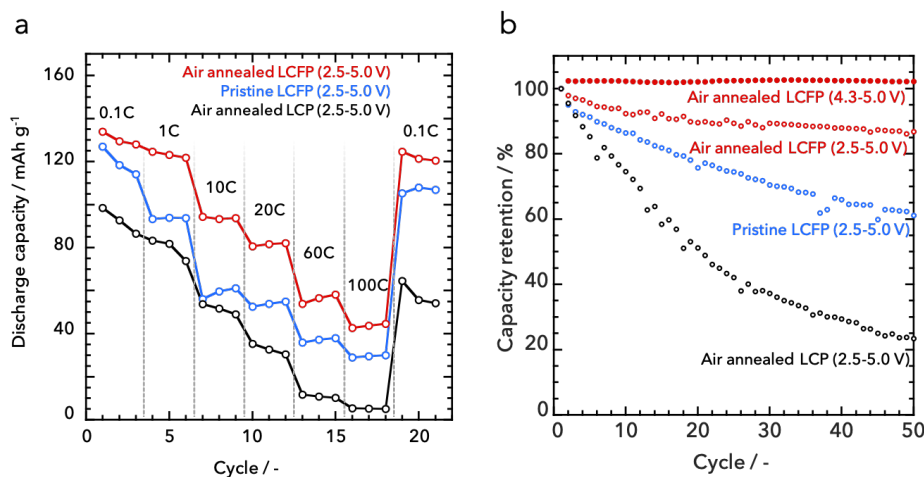 a
Discharge capacity / mAh g⁻¹
160
120
80
40
0
Air annealed LCFP (2.5-5.0 V)
Pristine LCFP (2.5-5.0 V)
Air annealed LCP (2.5-5.0 V)
0.1C
1C
10C
20C
60C
100C
0.1C
0
5
10
15
20
Cycle / -
b
Capacity retention / %
100
80
60
40
20
0
Air annealed LCFP (4.3-5.0 V)
Air annealed LCFP (2.5-5.0 V)
Pristine LCFP (2.5-5.0 V)
Air annealed LCP (2.5-5.0 V)
0
10
20
30
40
50
Cycle / -